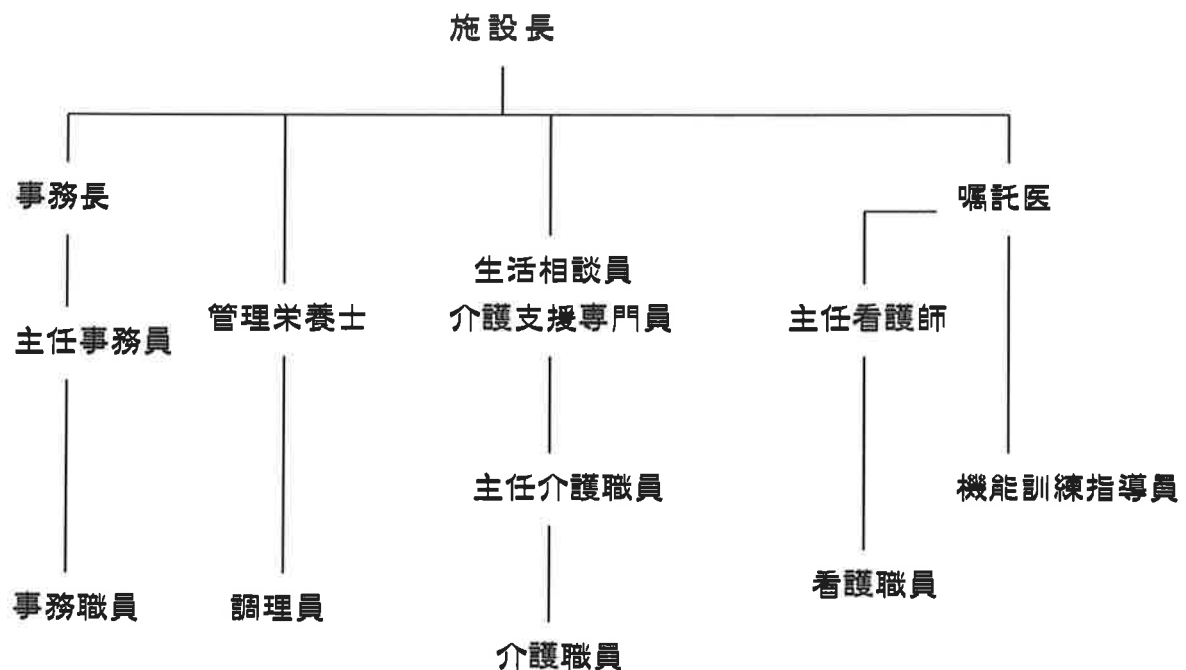 施設長
事務長
嘱託医
生活相談員
管理栄養士
介護支援専門員
主任看護師
主任事務員
主任介護職員
機能訓練指導員
看護職員
事務職員
調理員
介護職員